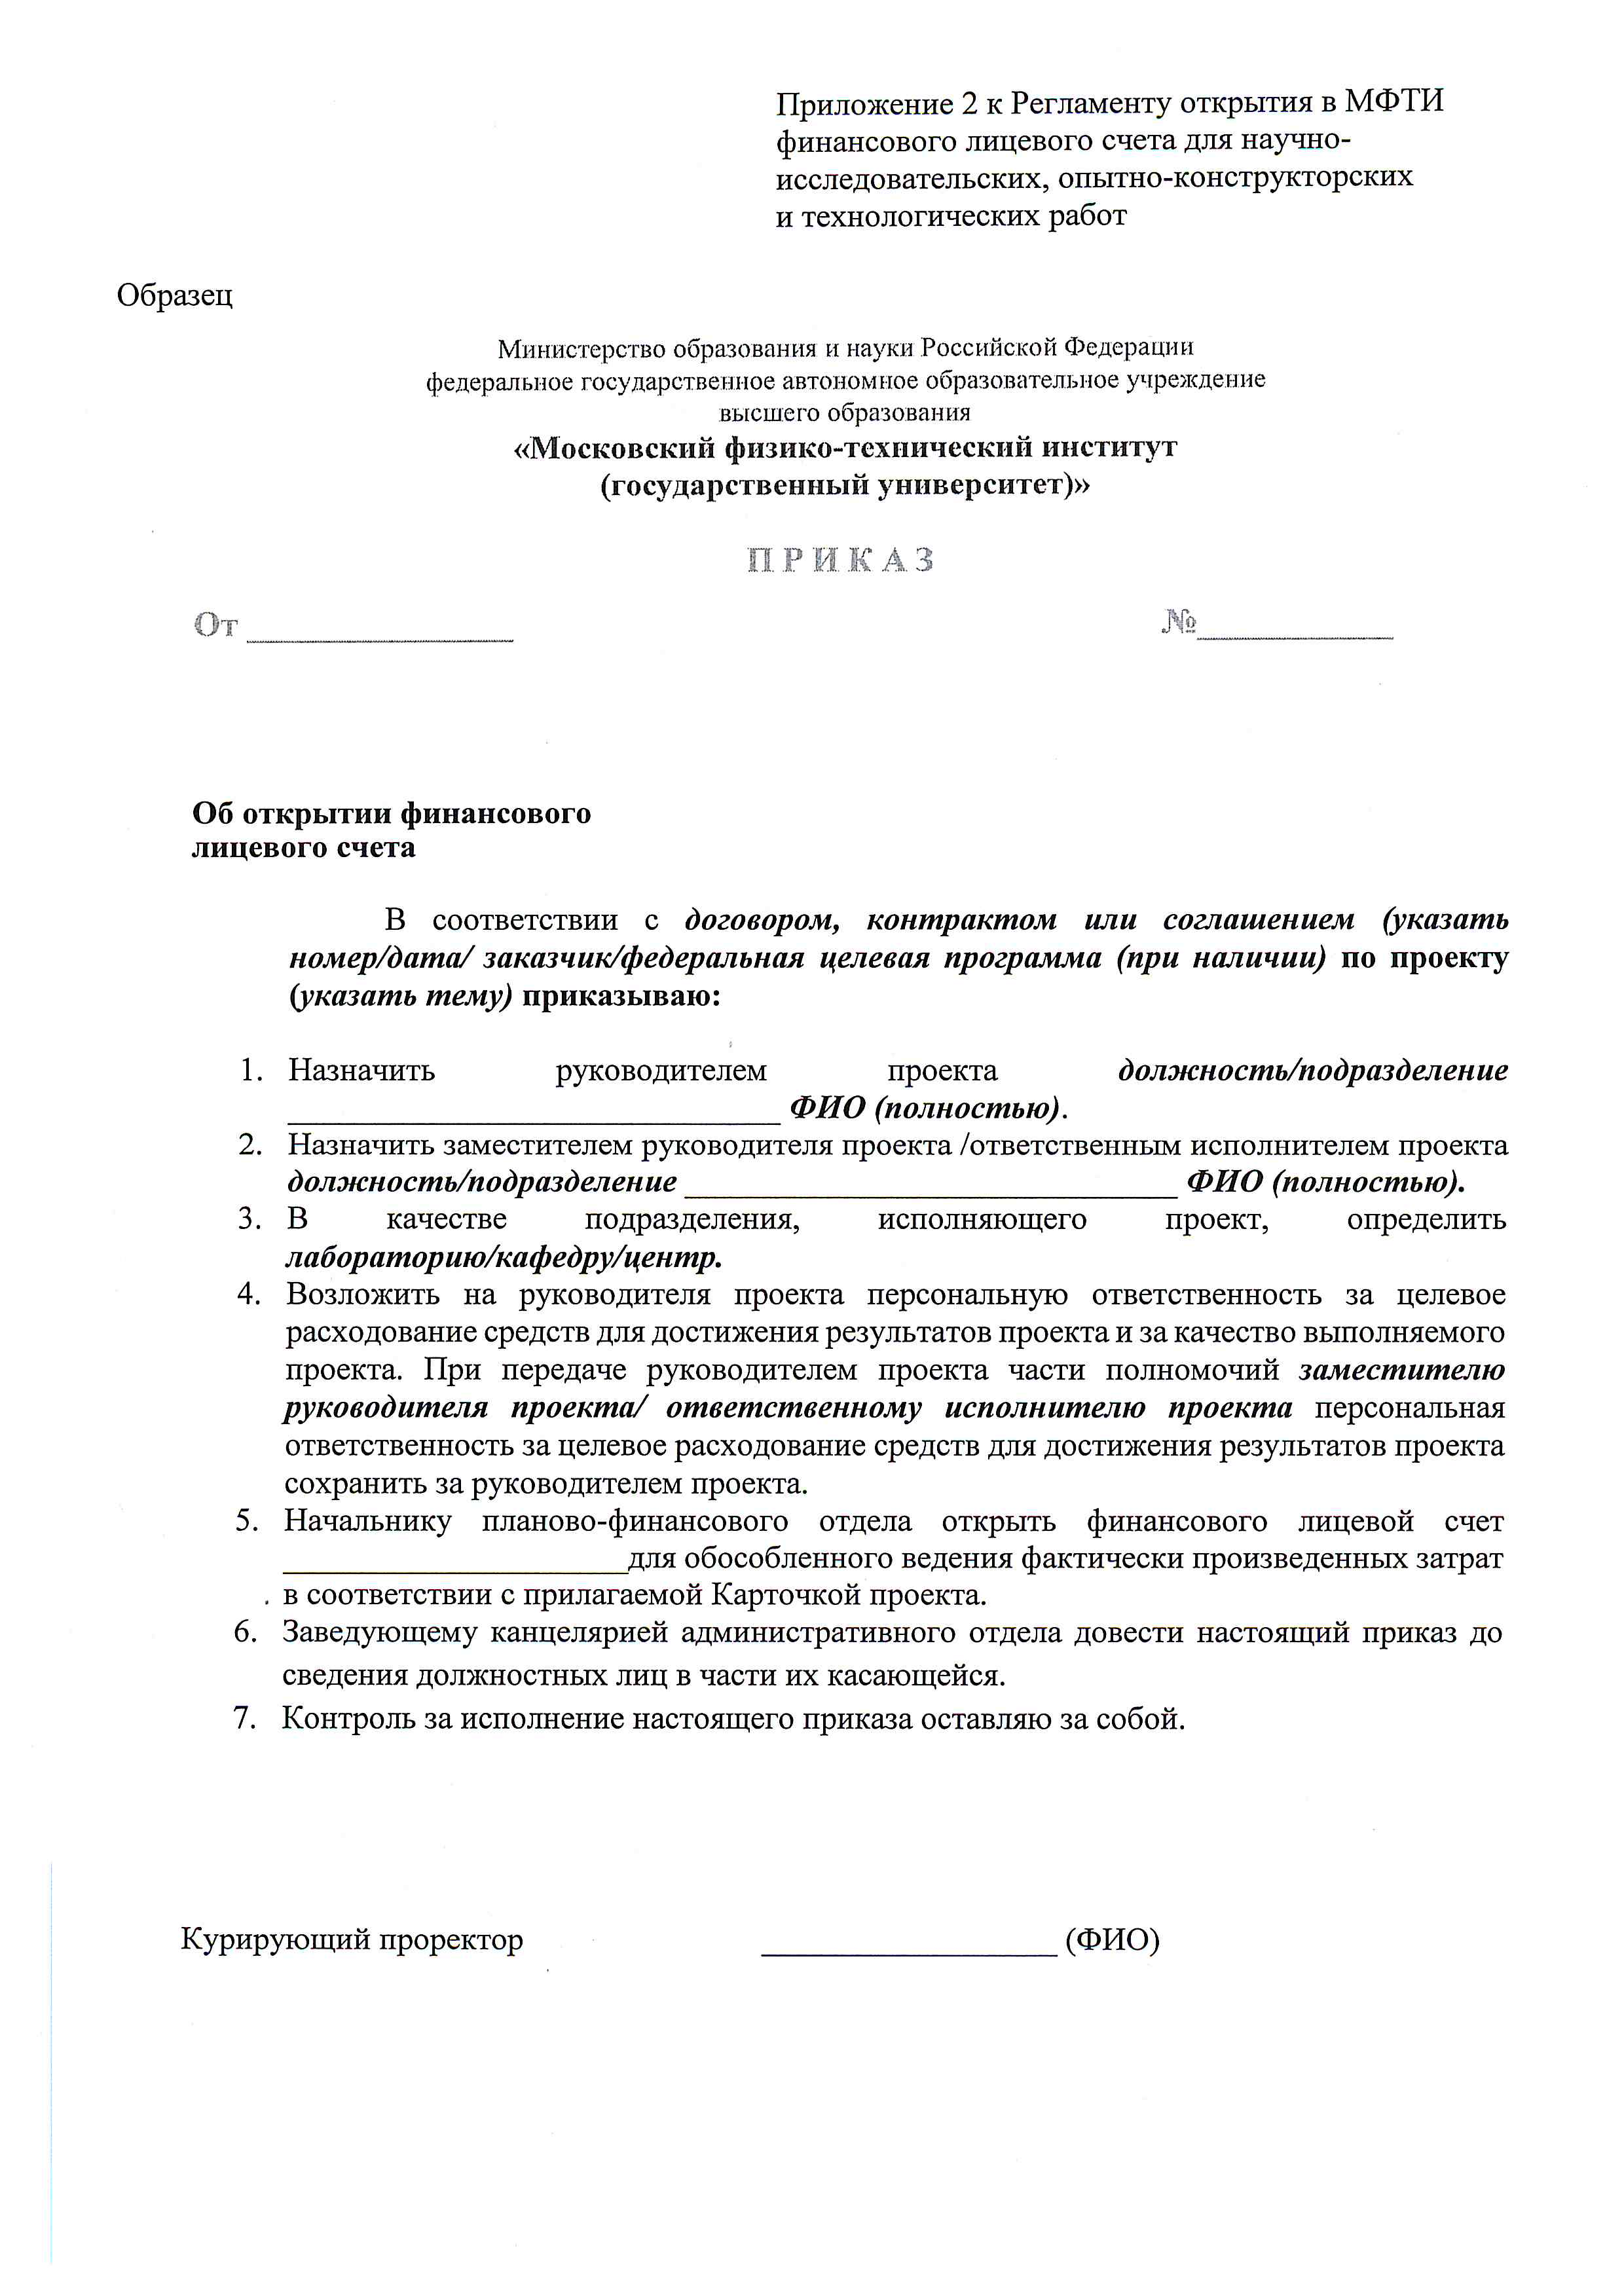 Приложение 2 к Регламенту открытия в МФТИ
финансового лицевого счета для научно-
исследовательских, опытно-конструкторских
и технологических работ
Образец
Министерство образования и науки Российской Федерации
федеральное государственное автономное образовательное учреждение
высшего образования
«Московский физико-технический институт
(государственный университет)»
П Р И К А З
От ________________ №____________
Об открытии финансового
лицевого счета
В соответствии с договором, контрактом или соглашением (указать
номер/дата/ заказчик/федеральная целевая программа (при наличии) по проекту
(указать тему) приказываю:
1. Назначить руководителем проекта должность/подразделение
______________________________ ФИО (полностью).
2. Назначить заместителем руководителя проекта /ответственным исполнителем проекта
должность/подразделение ______________________________ ФИО (полностью).
3. В качестве подразделения, исполняющего проект, определить
лабораторию/кафедру/центр.
4. Возложить на руководителя проекта персональную ответственность за целевое
расходование средств для достижения результатов проекта и за качество выполняемого
проекта. При передаче руководителем проекта части полномочий заместителю
руководителя проекта/ ответственному исполнителю проекта персональная
ответственность за целевое расходование средств для достижения результатов проекта
сохранить за руководителем проекта.
5. Начальнику планово-финансового отдела открыть финансового лицевой счет
_____________________для обособленного ведения фактически произведенных затрат
в соответствии с прилагаемой Карточкой проекта.
6. Заведующему канцелярией административного отдела довести настоящий приказ до
сведения должностных лиц в части их касающейся.
7. Контроль за исполнение настоящего приказа оставляю за собой.
Курирующий проректор __________________ (ФИО)